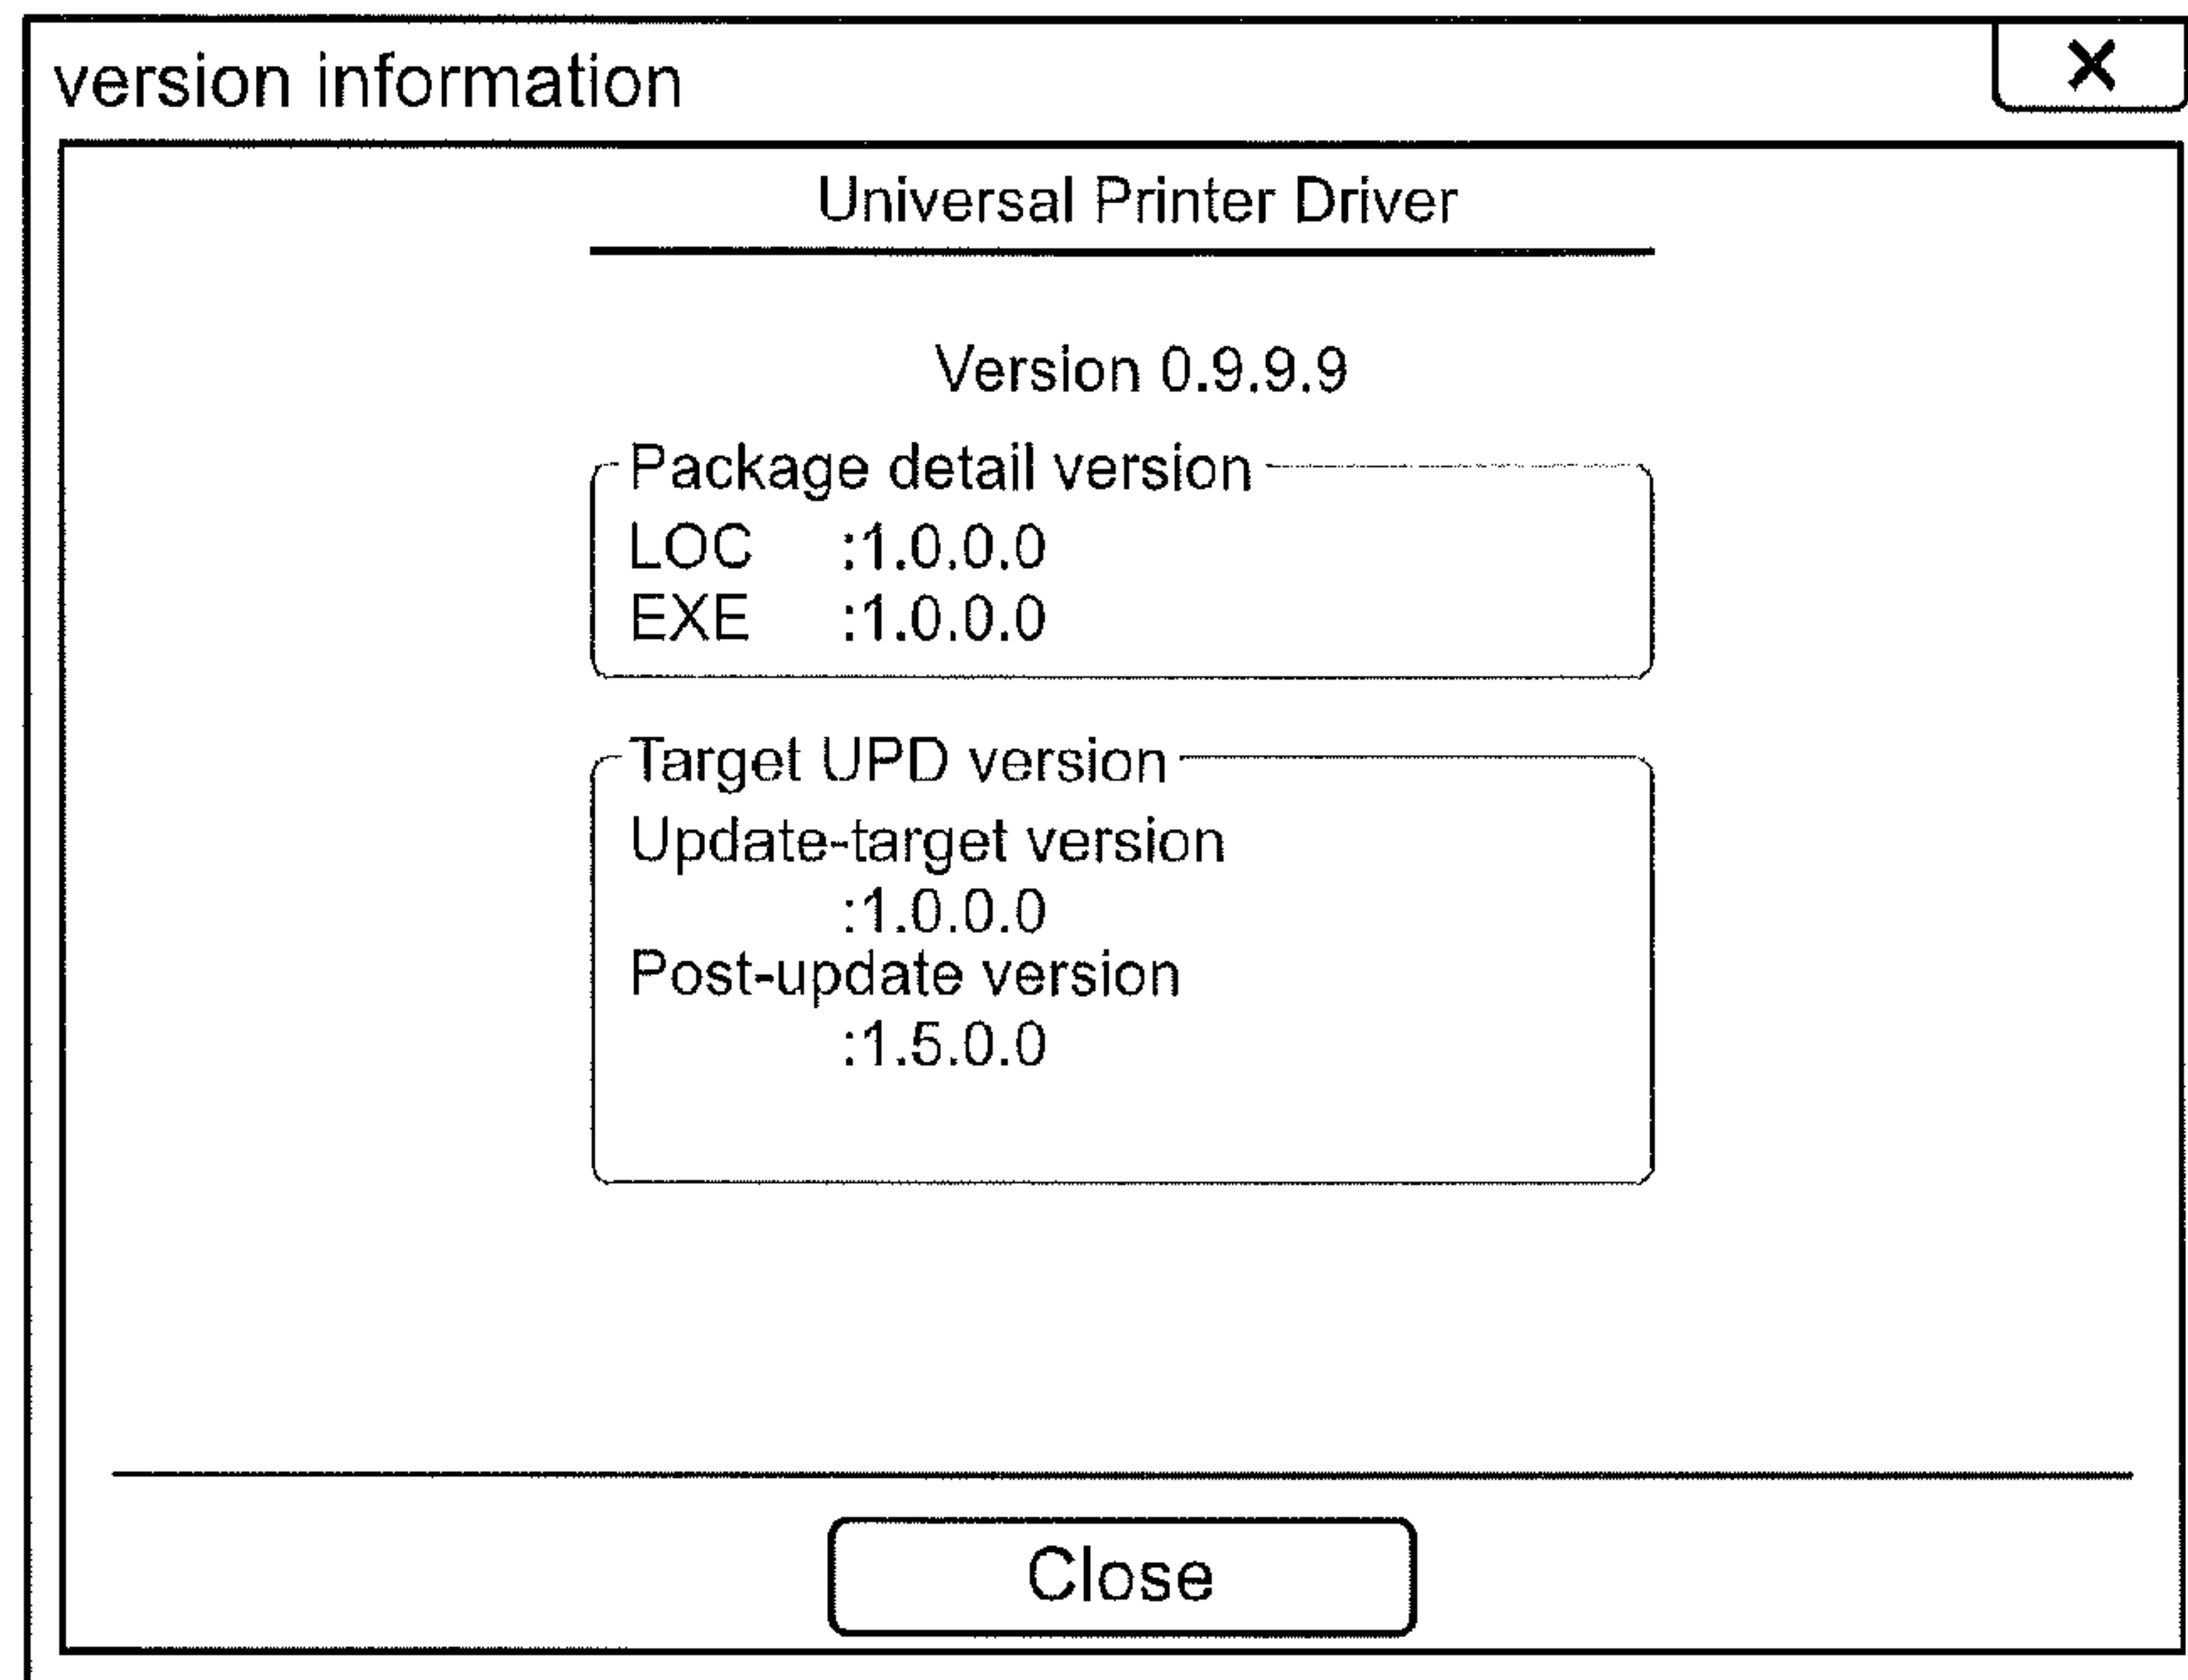 version information
Universal Printer Driver
Version 0.9.9.9
Package detail version
LOC :1.0.0.0
EXE :1.0.0.0
Target UPD version
Update-target version
:1.0.0.0
Post-update version
:1.5.0.0
Close